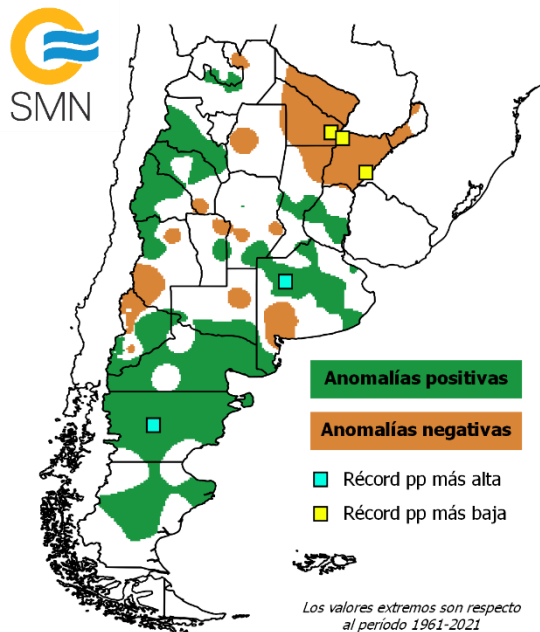 SMN
Anomalías positivas
Anomalías negativas
Récord pp más alta
Récord pp más baja
Los valores extremos son respecto
al período 1961-2021